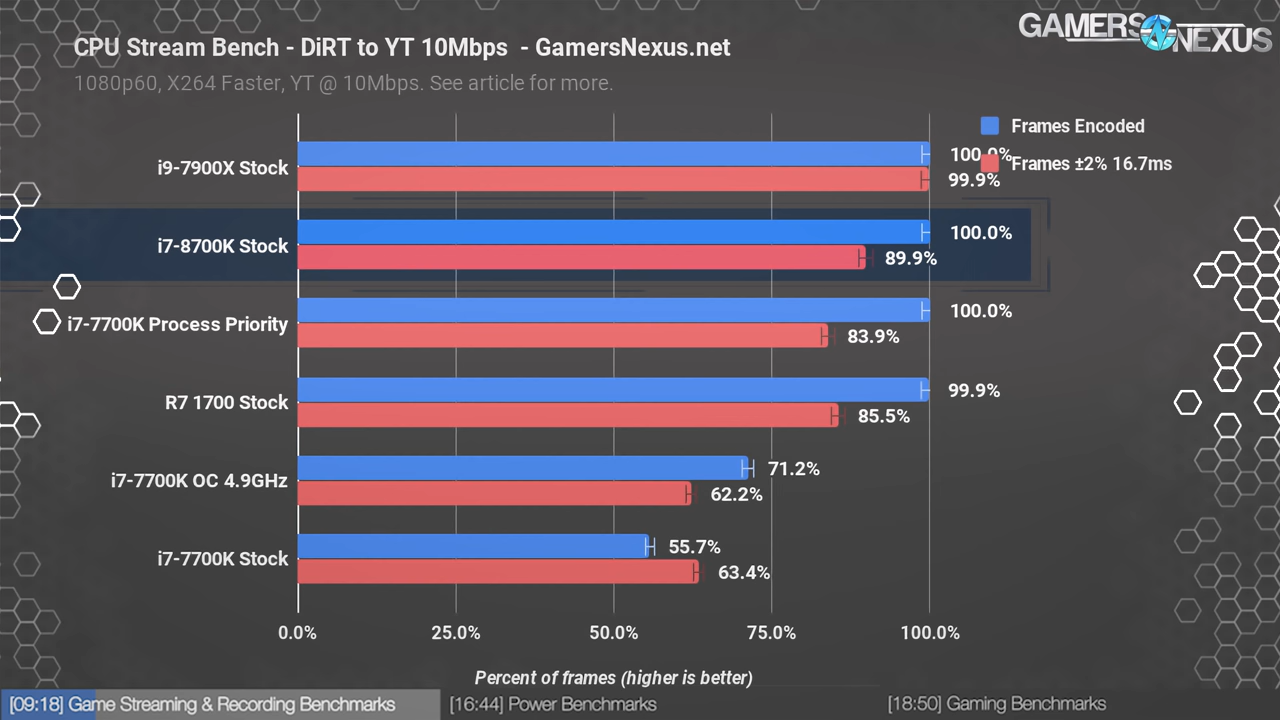 CPU Stream Bench - DiRT to YT 10Mbps - GamersNexus.net
GAMERS NEXUS
1080p60, X264 Faster, YT @ 10Mbps. See article for more.
Frames Encoded
Frames ±2% 16.7ms
i9-7900X Stock
100.0%
99.9%
i7-8700K Stock
100.0%
89.9%
i7-7700K Process Priority
100.0%
83.9%
R7 1700 Stock
99.9%
85.5%
i7-7700K OC 4.9GHz
71.2%
62.2%
i7-7700K Stock
55.7%
63.4%
0.0% 25.0% 50.0% 75.0% 100.0%
Percent of frames (higher is better)
[09:18] Game Streaming & Recording Benchmarks [16:44] Power Benchmarks [18:50] Gaming Benchmarks